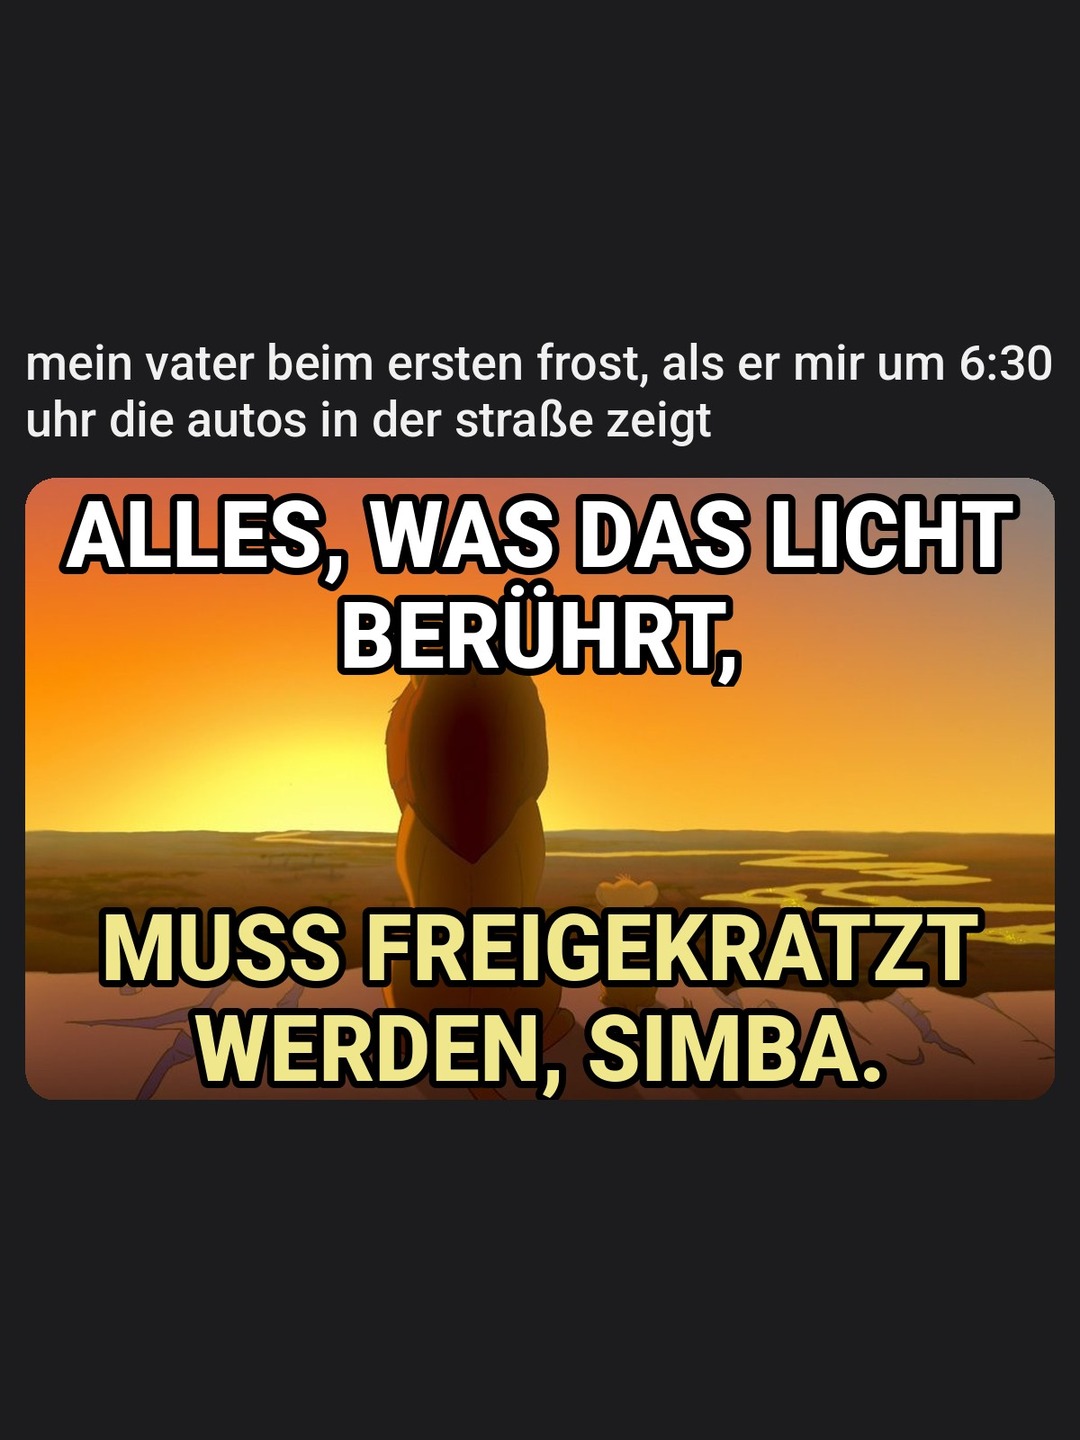 mein vater beim ersten frost, als er mir um 6:30
uhr die autos in der straße zeigt
ALLES, WAS DAS LICHT
BERÜHRT,
MUSS FREIGEKRATZT
WERDEN, SIMBA.